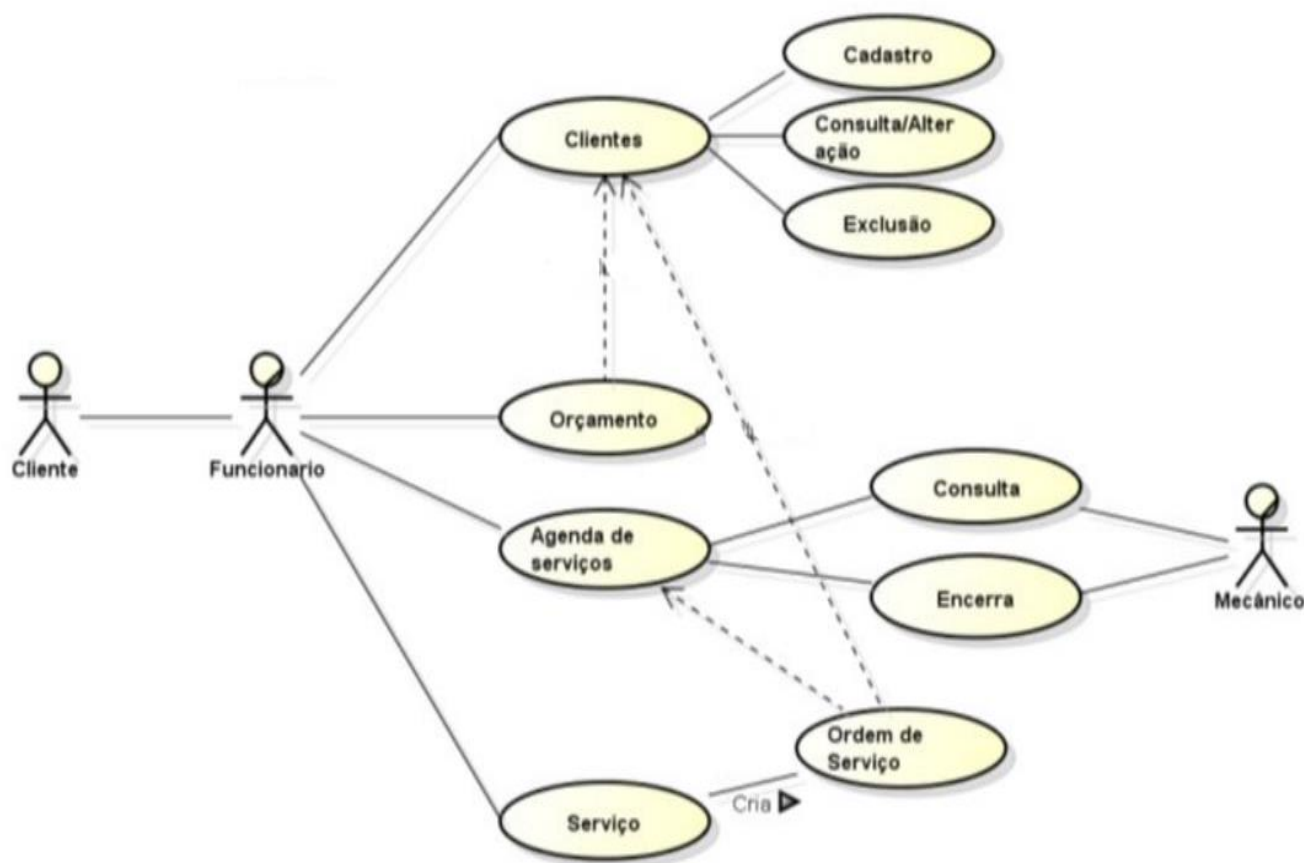 Cadastro
Clientes
Consulta/Alter
ação
Exclusão
Orçamento
Cliente
Funcionario
Consulta
Agenda de
serviços
Encerra
Mecânico
Ordem de
Serviço
Cria
Serviço